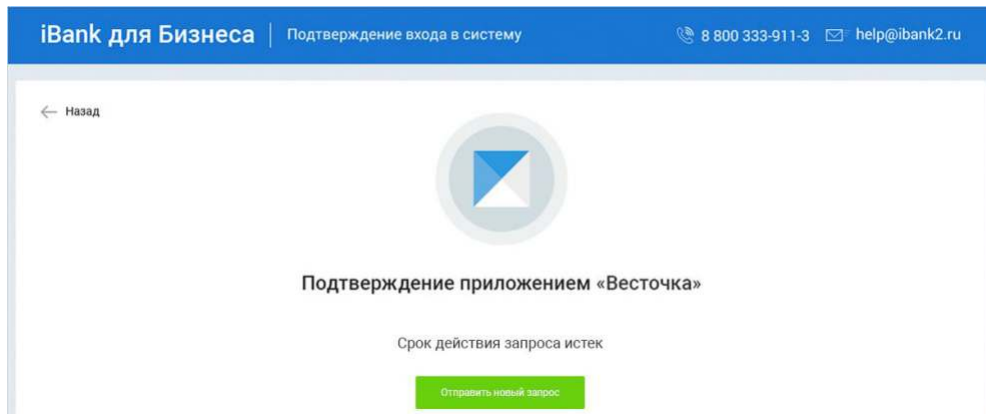 iBank для Бизнеса Подтверждение входа в систему 8 800 333-911-3 help@ibank2.ru
Назад
Подтверждение приложением «Весточка»
Срок действия запроса истек
Отправить новый запрос